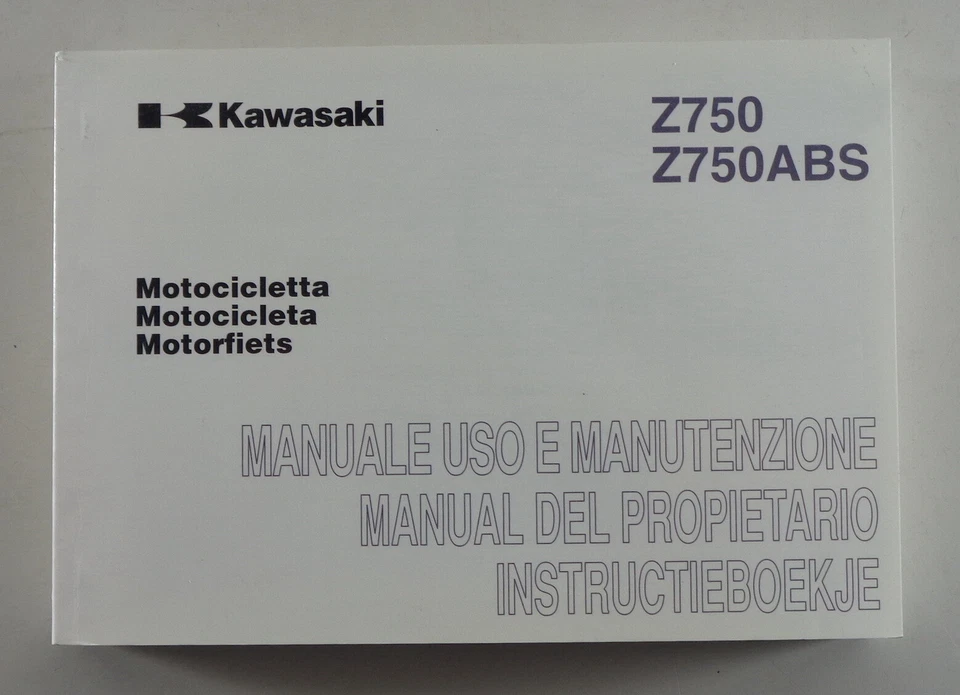 Kawasaki
Z750
Z750ABS
Motocicletta
Motocicleta
Motorfiets
MANUALE USO E MANUTENZIONE
MANUAL DEL PROPIETARIO
INSTRUCTIEBOEKJE